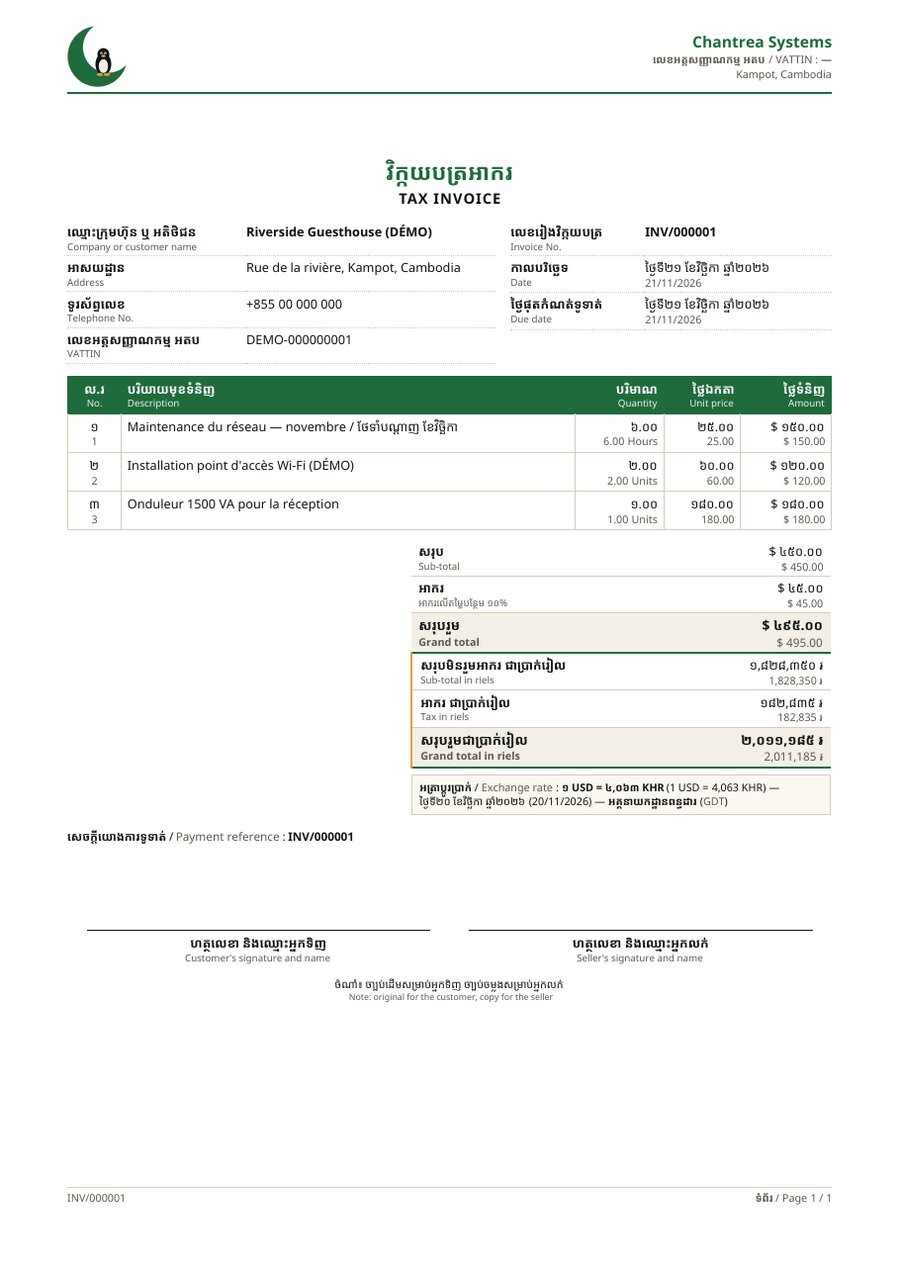 Chantrea Systems
លេខអត្តសញ្ញាណកម្ម អតប / VATTIN : —
Kampot, Cambodia
វិក្កយបត្រអាករ
TAX INVOICE
ឈ្មោះក្រុមហ៊ុន ឬ អតិថិជន Riverside Guesthouse (DÉMO)
Company or customer name
អាសយដ្ឋាន Rue de la rivière, Kampot, Cambodia
Address
ទូរស័ព្ទលេខ +855 00 000 000
Telephone No.
លេខអត្តសញ្ញាណកម្ម អតប DEMO-000000001
VATTIN
លេខរៀងវិក្កយបត្រ INV/000001
Invoice No.
កាលបរិច្ឆេទ ថ្ងៃទី២១ ខែវិច្ឆិកា ឆ្នាំ២០២៦
Date 21/11/2026
ថ្ងៃផុតកំណត់ទូទាត់ ថ្ងៃទី២១ ខែវិច្ឆិកា ឆ្នាំ២០២៦
Due date 21/11/2026
ល.រ បរិយាយមុខទំនិញ បរិមាណ ថ្លៃឯកតា ថ្លៃទំនិញ
No. Description Quantity Unit price Amount
១ Maintenance du réseau — novembre / ថែទាំបណ្តាញ ខែវិច្ឆិកា ៦.០០ ២៥.០០ $ ១៥០.០០
1 6.00 Hours 25.00 $ 150.00
២ Installation point d'accès Wi-Fi (DÉMO) ២.០០ ៦០.០០ $ ១២០.០០
2 2.00 Units 60.00 $ 120.00
៣ Onduleur 1500 VA pour la réception ១.០០ ១៨០.០០ $ ១៨០.០០
3 1.00 Units 180.00 $ 180.00
សរុប $ ៤៥០.០០
Sub-total $ 450.00
អាករ $ ៤៥.០០
អាករលើតម្លៃបន្ថែម ១០% $ 45.00
សរុបរួម $ ៤៩៥.០០
Grand total $ 495.00
សរុបមិនរួមអាករ ជាប្រាក់រៀល ១,៨២៨,៣៥០ ៛
Sub-total in riels 1,828,350 ៛
អាករ ជាប្រាក់រៀល ១៨២,៨៣៥ ៛
Tax in riels 182,835 ៛
សរុបរួមជាប្រាក់រៀល ២,០១១,១៨៥ ៛
Grand total in riels 2,011,185 ៛
អត្រាប្តូរប្រាក់ / Exchange rate : ១ USD = ៤,០៦៣ KHR (1 USD = 4,063 KHR) —
ថ្ងៃទី២០ ខែវិច្ឆិកា ឆ្នាំ២០២៦ (20/11/2026) — អគ្គនាយកដ្ឋានពន្ធដារ (GDT)
សេចក្តីយោងការទូទាត់ / Payment reference : INV/000001
ហត្ថលេខា និងឈ្មោះអ្នកទិញ ហត្ថលេខា និងឈ្មោះអ្នកលក់
Customer's signature and name Seller's signature and name
ចំណាំ៖ ច្បាប់ដើមសម្រាប់អ្នកទិញ ច្បាប់ចម្លងសម្រាប់អ្នកលក់
Note: original for the customer, copy for the seller
INV/000001 ទំព័រ / Page 1 / 1